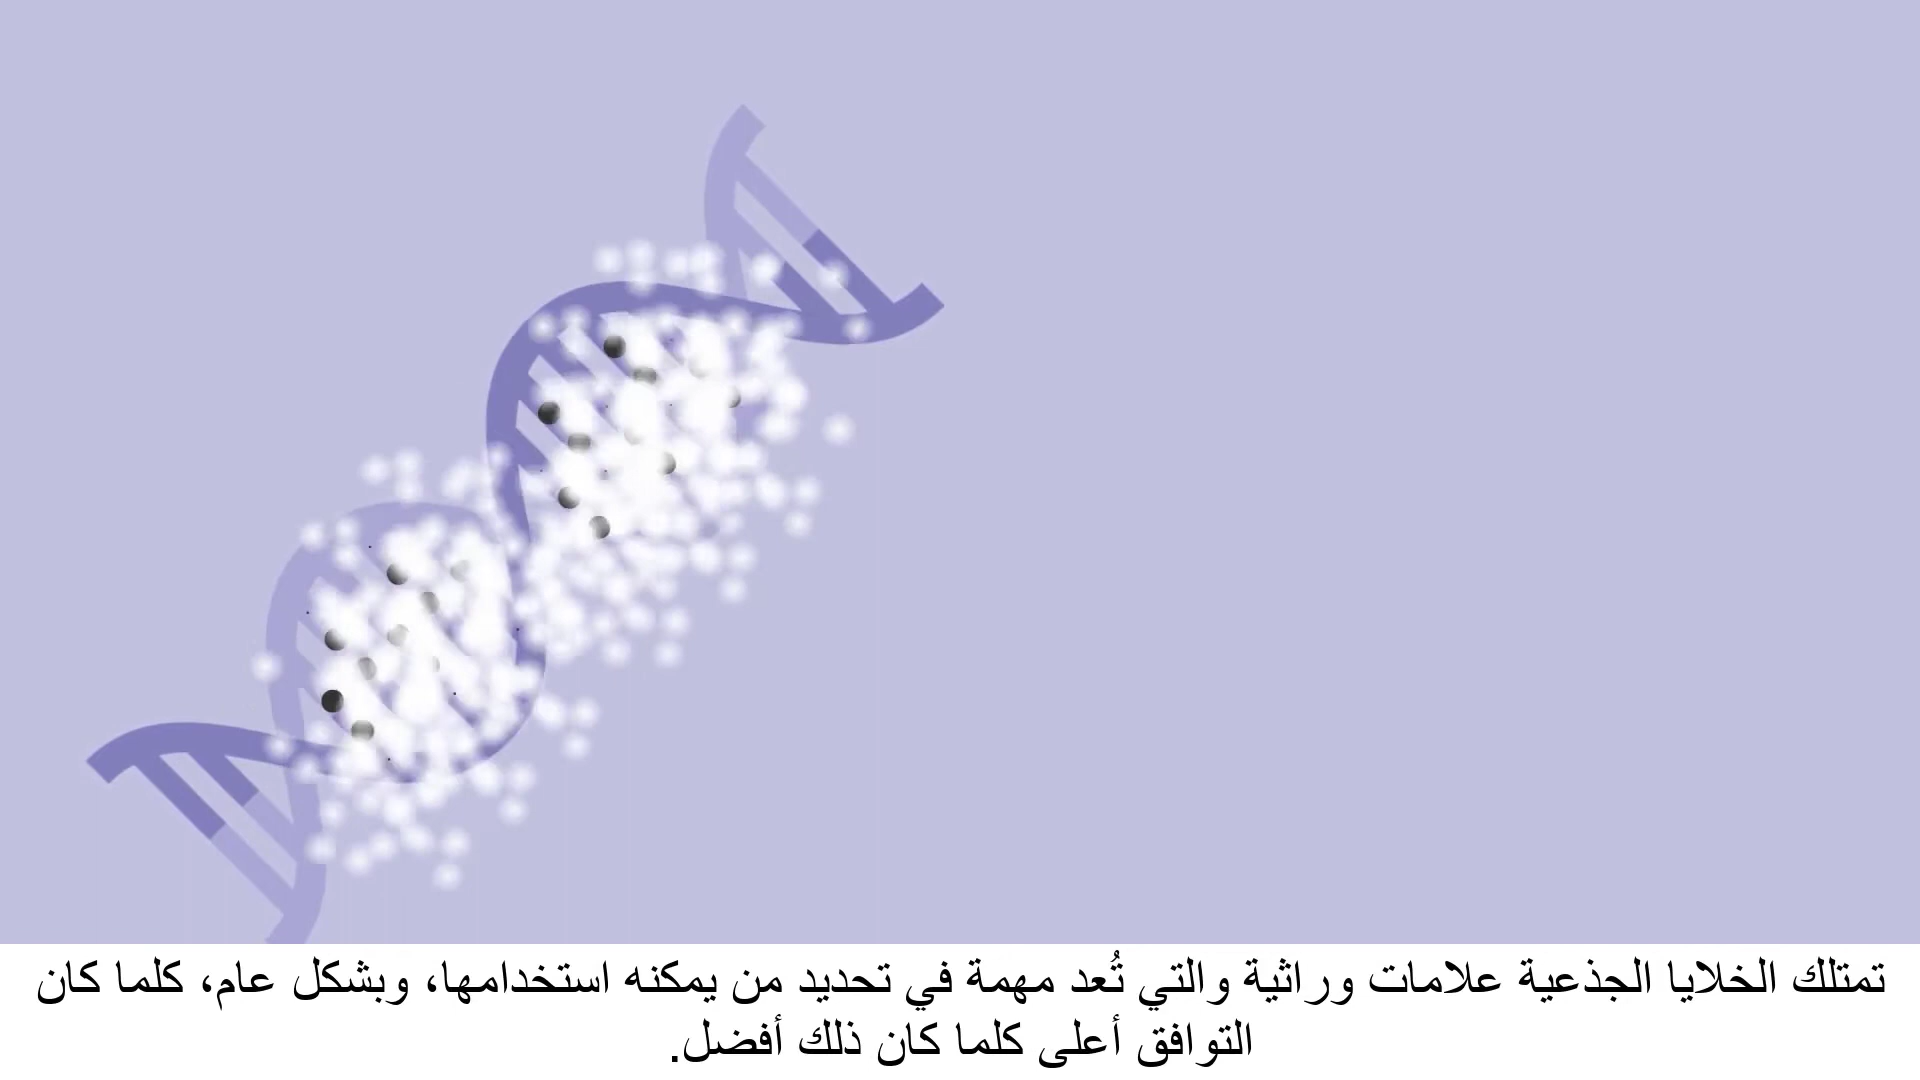 تمتلك الخلايا الجذعية علامات وراثية والتي تُعد مهمة في تحديد من يمكنه استخدامها، وبشكل عام، كلما كان
التوافق أعلى كلما كان ذلك أفضل.